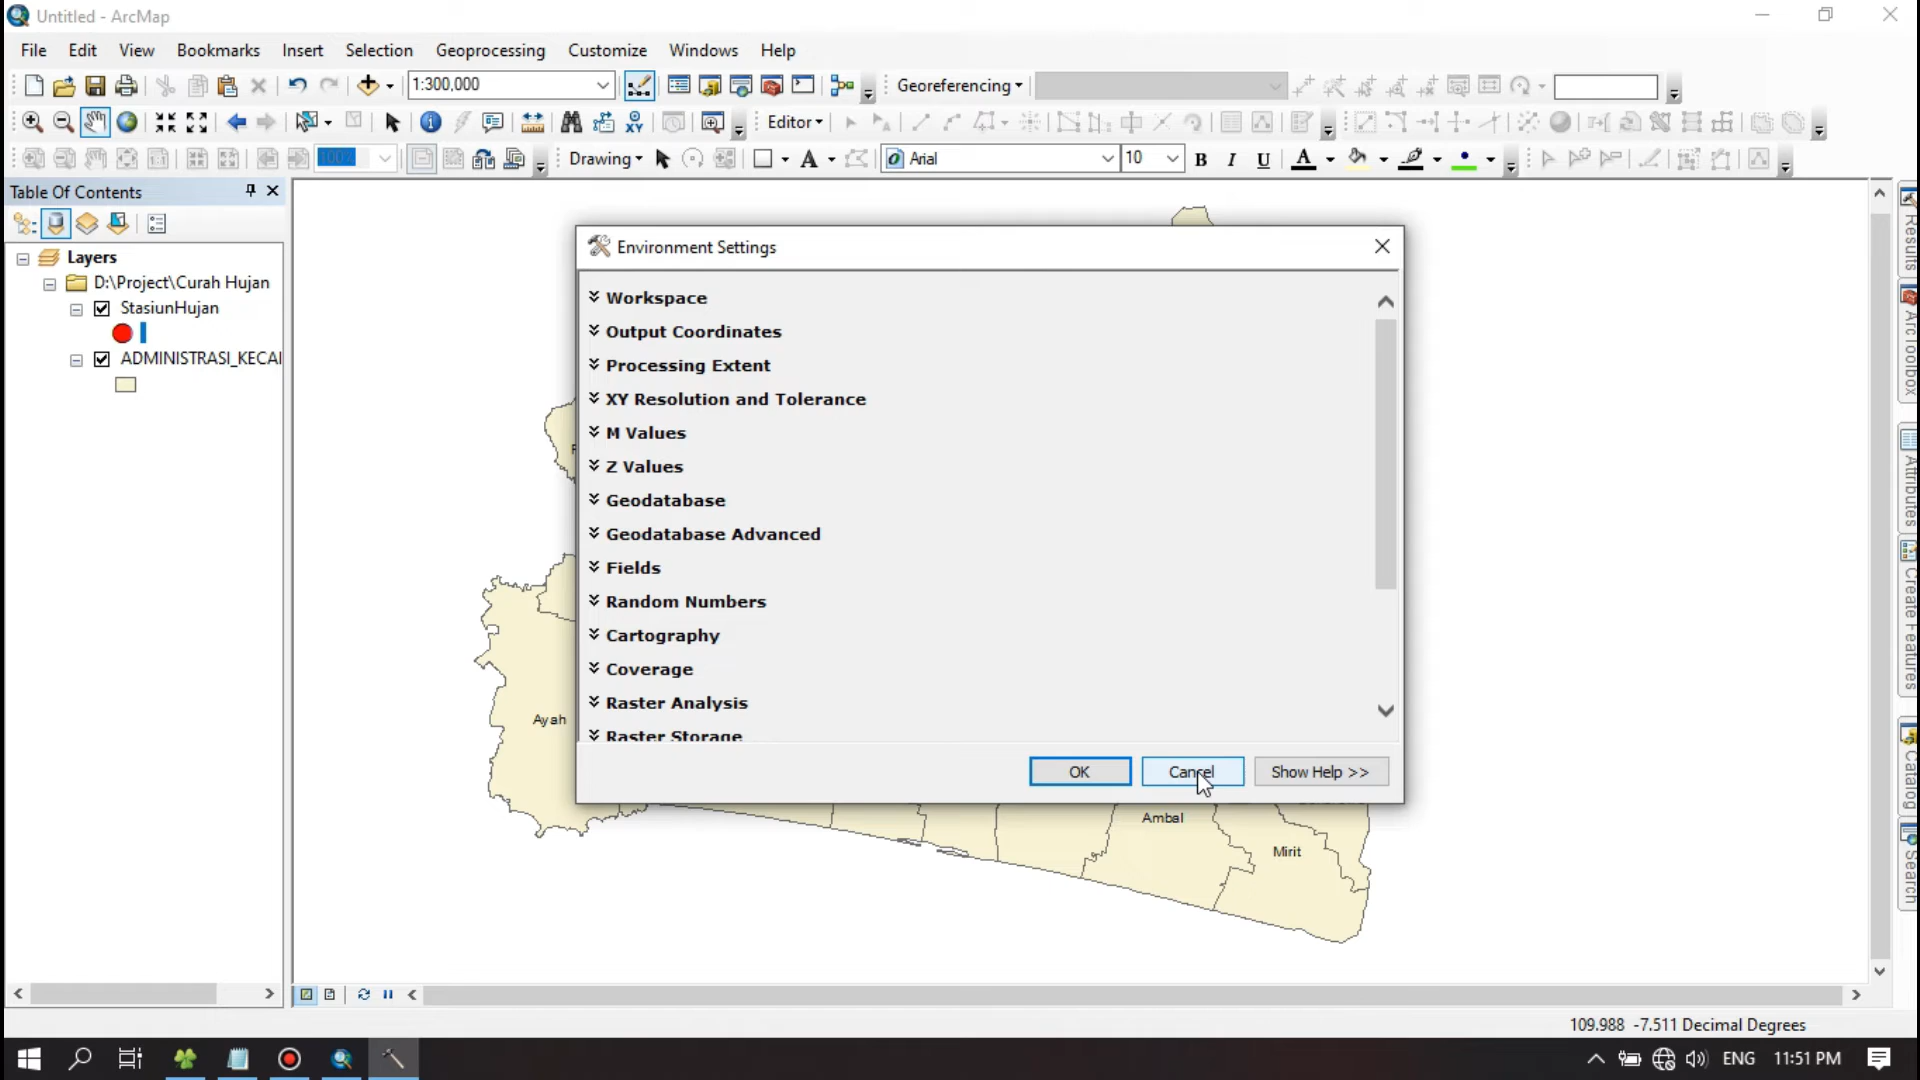 Untitled - ArcMap
File Edit View Bookmarks Insert Selection Geoprocessing Customize Windows Help
1:300,000 Georeferencing
Editor
100% Drawing Arial 10 B I U A
Table Of Contents
Layers
D:\Project\Curah Hujan
StasiunHujan
ADMINISTRASI_KECAI
Environment Settings
Workspace
Output Coordinates
Processing Extent
XY Resolution and Tolerance
M Values
Z Values
Geodatabase
Geodatabase Advanced
Fields
Random Numbers
Cartography
Coverage
Raster Analysis
Raster Storage
OK Cancel Show Help >>
Ayah
Ambal
Mirit
Results
ArcToolbox
Attributes
Create Features
Catalog
Search
109.988 -7.511 Decimal Degrees
ENG 11:51 PM